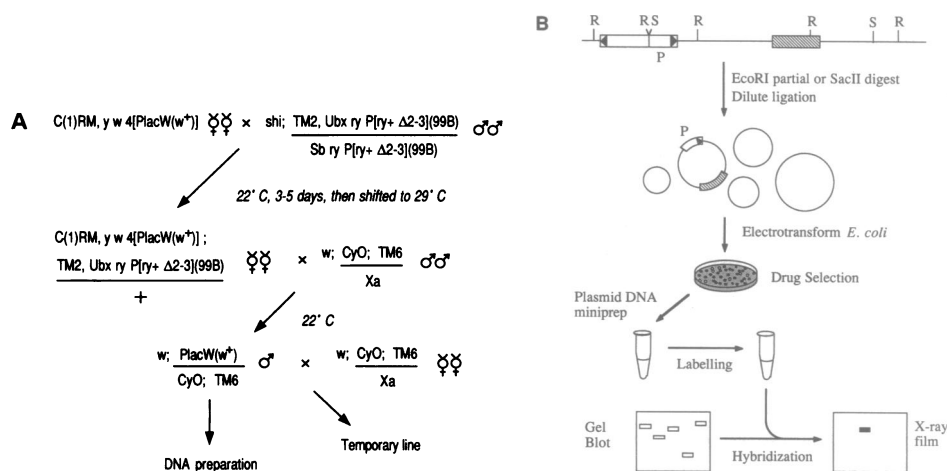 A
C(1)RM, y w 4[PlacW(w+)] ☿☿ × shi; TM2, Ubx ry P[ry+ Δ2-3](99B) ♂♂
Sb ry P[ry+ Δ2-3](99B)
22° C, 3-5 days, then shifted to 29° C
C(1)RM, y w 4[PlacW(w+)] ;
TM2, Ubx ry P[ry+ Δ2-3](99B) ☿☿ × w; CyO; TM6 ♂♂
+ Xa
22° C
w; PlacW(w+) ♂ × w; CyO; TM6 ☿☿
CyO; TM6 Xa
DNA preparation
Temporary line
B
R R S R R S R
P
EcoRI partial or SacII digest
Dilute ligation
P
Electrotransform E. coli
Drug Selection
Plasmid DNA
miniprep
Labelling
Gel
Blot
Hybridization
X-ray
film